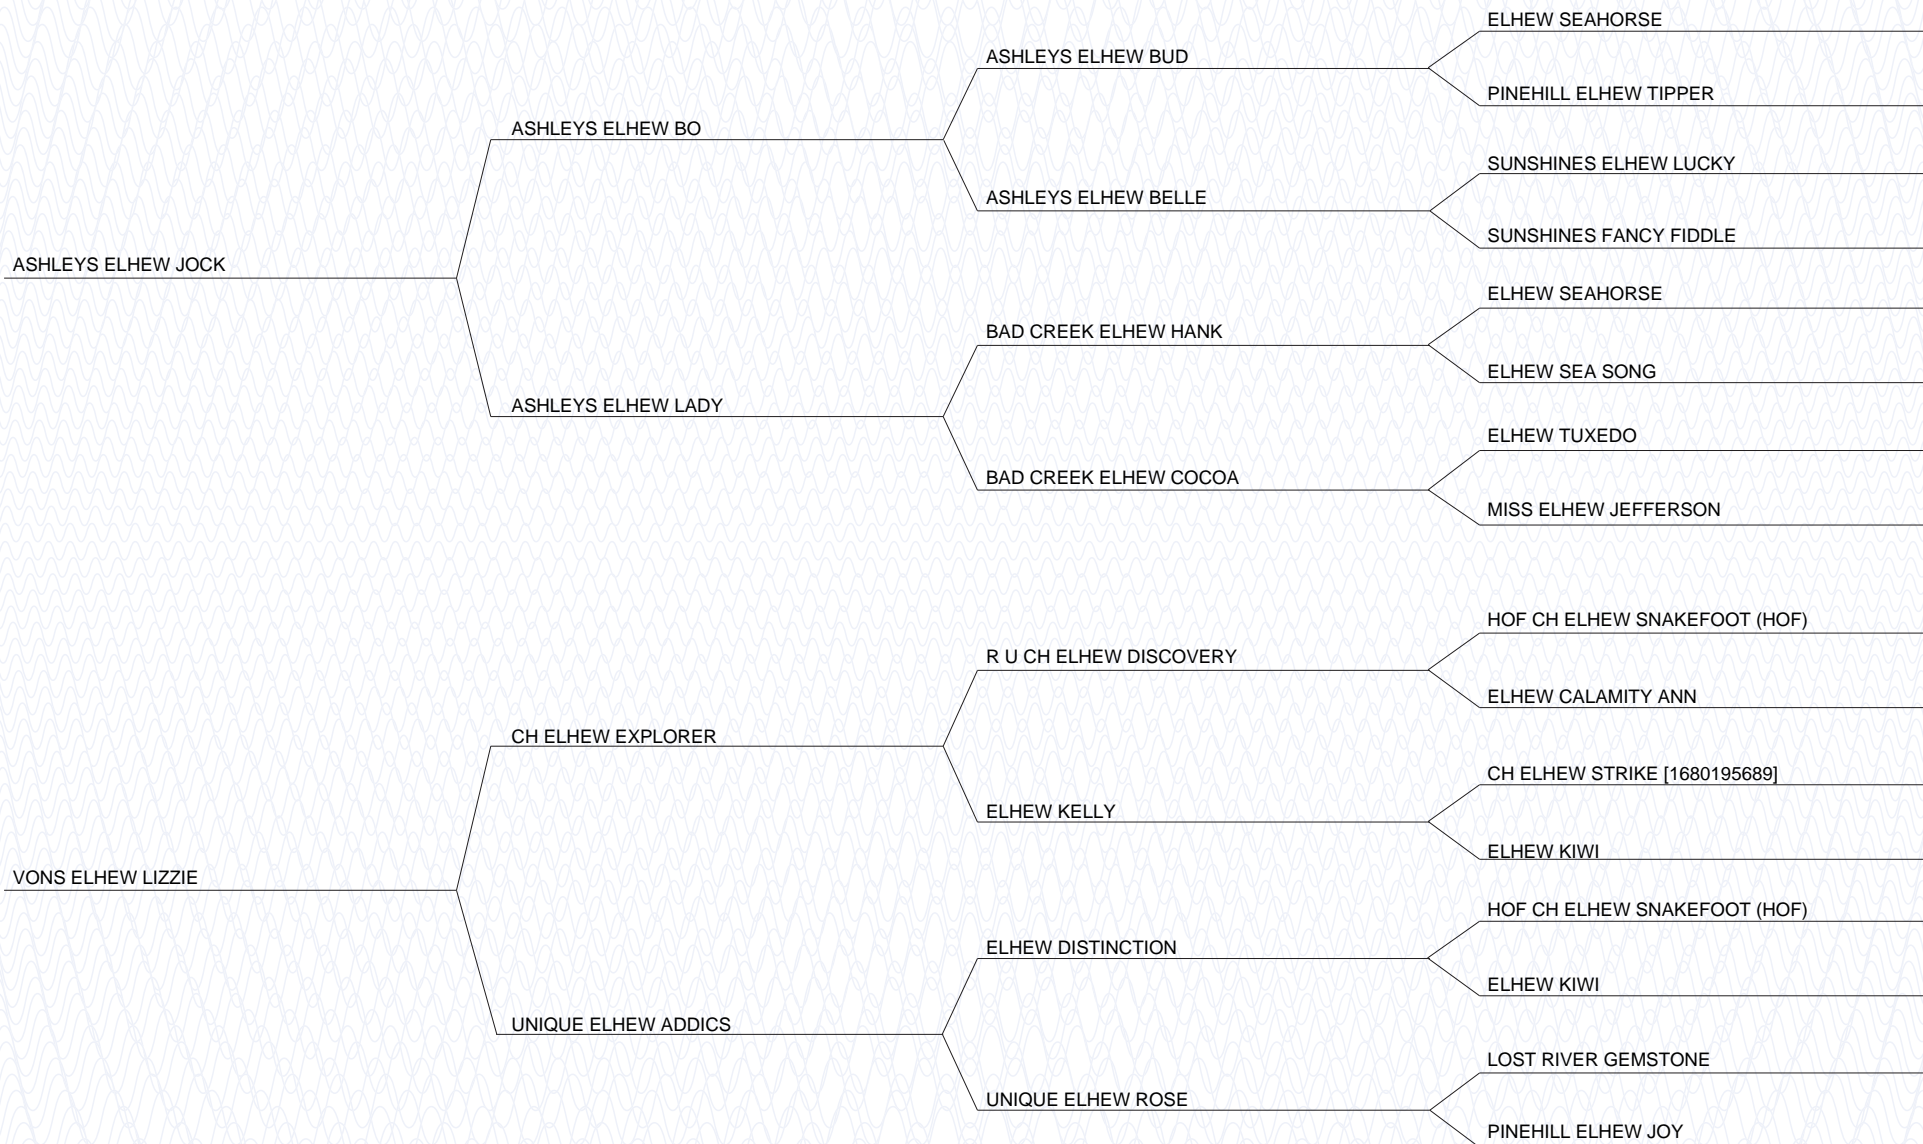 ELHEW SEAHORSE
ASHLEYS ELHEW BUD
PINEHILL ELHEW TIPPER
ASHLEYS ELHEW BO
SUNSHINES ELHEW LUCKY
ASHLEYS ELHEW BELLE
SUNSHINES FANCY FIDDLE
ASHLEYS ELHEW JOCK
ELHEW SEAHORSE
BAD CREEK ELHEW HANK
ELHEW SEA SONG
ASHLEYS ELHEW LADY
ELHEW TUXEDO
BAD CREEK ELHEW COCOA
MISS ELHEW JEFFERSON
HOF CH ELHEW SNAKEFOOT (HOF)
R U CH ELHEW DISCOVERY
ELHEW CALAMITY ANN
CH ELHEW EXPLORER
CH ELHEW STRIKE [1680195689]
ELHEW KELLY
ELHEW KIWI
VONS ELHEW LIZZIE
HOF CH ELHEW SNAKEFOOT (HOF)
ELHEW DISTINCTION
ELHEW KIWI
UNIQUE ELHEW ADDICS
LOST RIVER GEMSTONE
UNIQUE ELHEW ROSE
PINEHILL ELHEW JOY